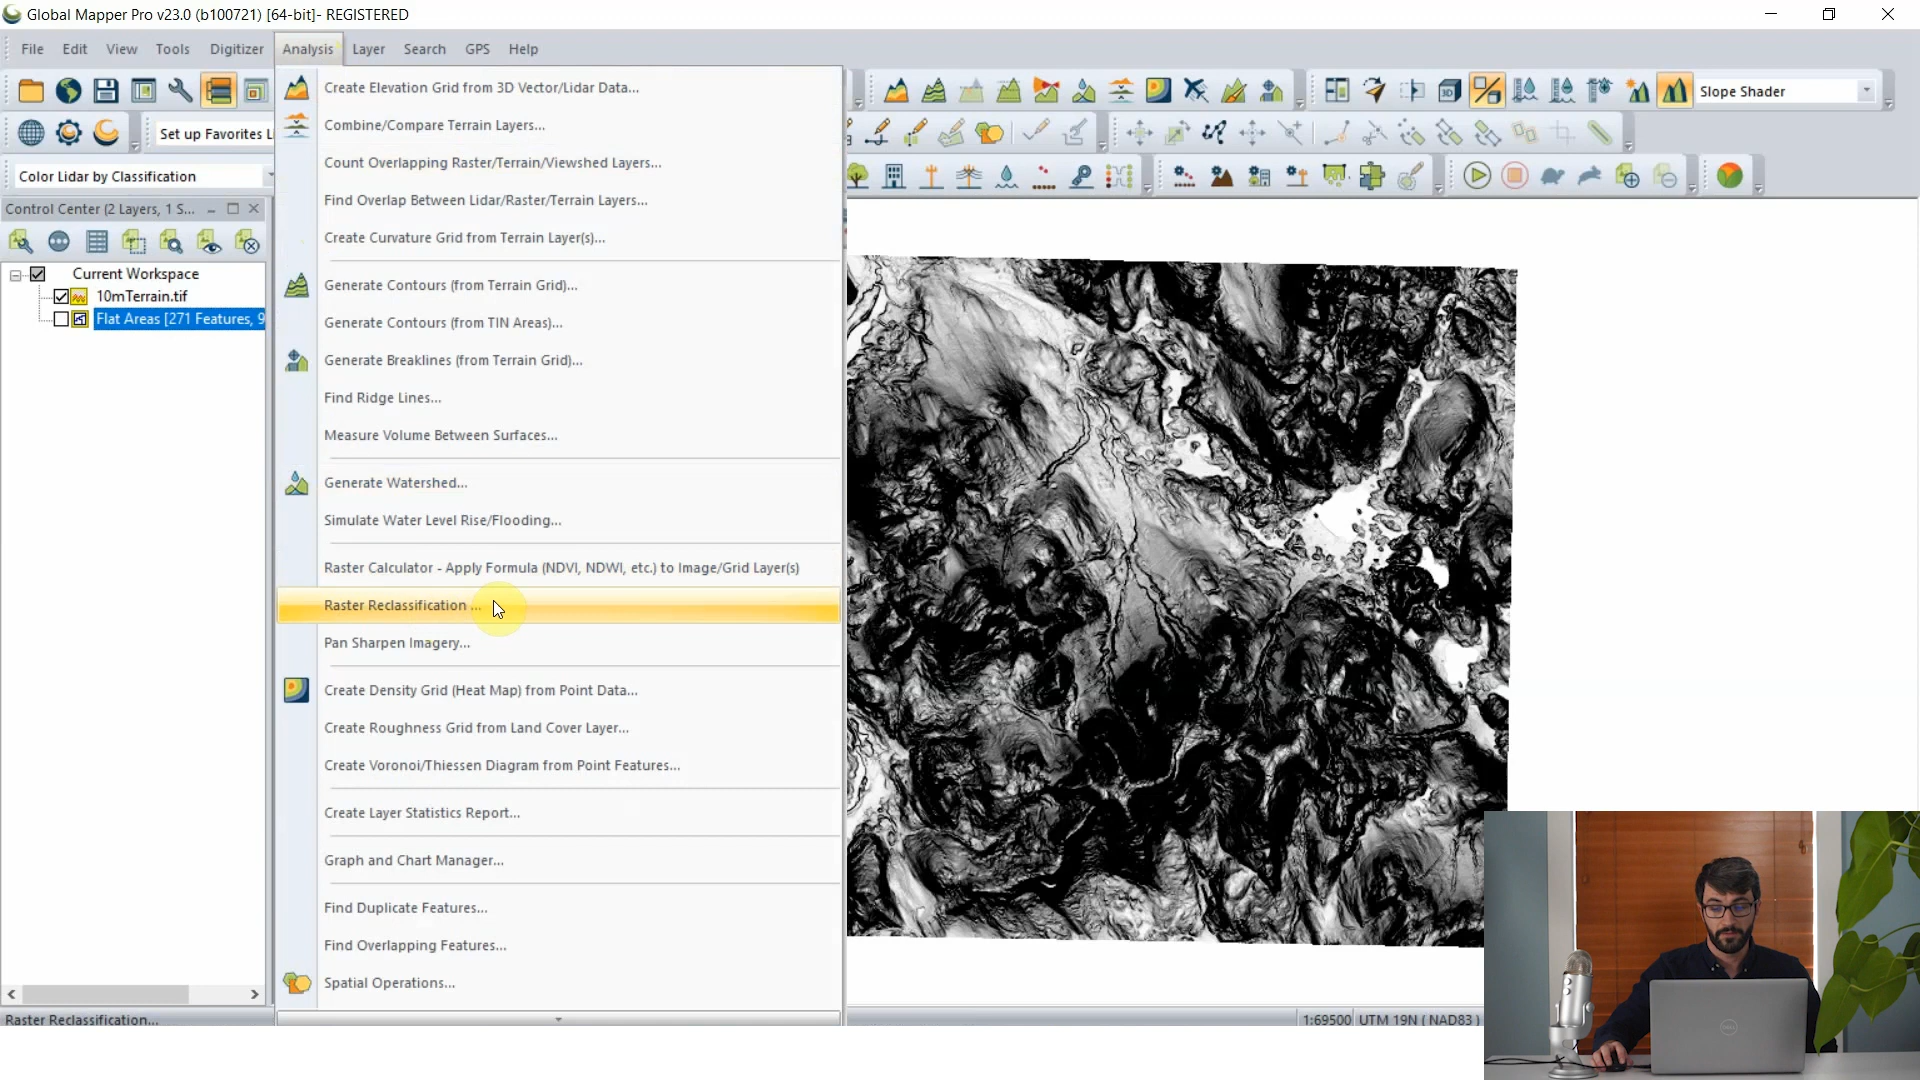 Global Mapper Pro v23.0 (b100721) [64-bit]- REGISTERED
File Edit View Tools Digitizer Analysis Layer Search GPS Help
Slope Shader
Set up Favorites L
Color Lidar by Classification
Control Center (2 Layers, 1 S...
Current Workspace
10mTerrain.tif
Flat Areas [271 Features, 9
Create Elevation Grid from 3D Vector/Lidar Data...
Combine/Compare Terrain Layers...
Count Overlapping Raster/Terrain/Viewshed Layers...
Find Overlap Between Lidar/Raster/Terrain Layers...
Create Curvature Grid from Terrain Layer(s)...
Generate Contours (from Terrain Grid)...
Generate Contours (from TIN Areas)...
Generate Breaklines (from Terrain Grid)...
Find Ridge Lines...
Measure Volume Between Surfaces...
Generate Watershed...
Simulate Water Level Rise/Flooding...
Raster Calculator - Apply Formula (NDVI, NDWI, etc.) to Image/Grid Layer(s)
Raster Reclassification ...
Pan Sharpen Imagery...
Create Density Grid (Heat Map) from Point Data...
Create Roughness Grid from Land Cover Layer...
Create Voronoi/Thiessen Diagram from Point Features...
Create Layer Statistics Report...
Graph and Chart Manager...
Find Duplicate Features...
Find Overlapping Features...
Spatial Operations...
Raster Reclassification...
1:69500 UTM 19N ( NAD83 )